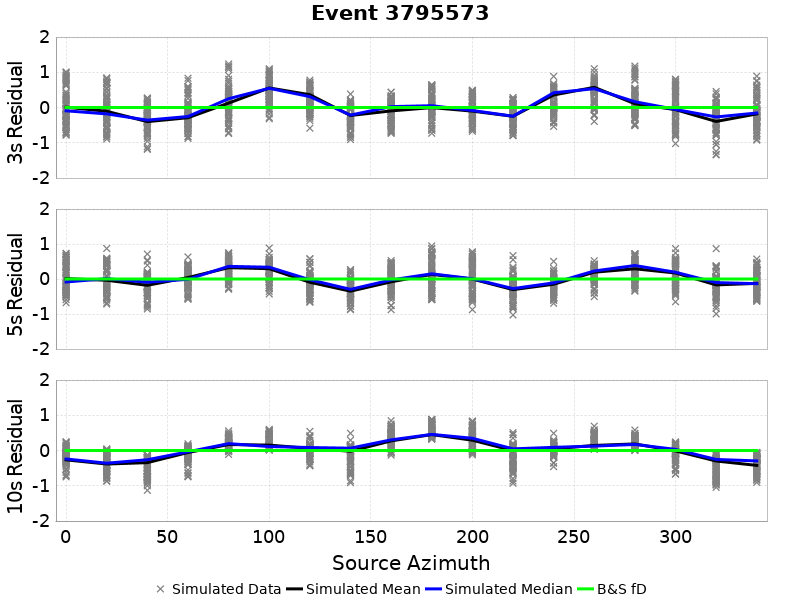 Event 3795573
2
1
0
-1
-2
3s Residual
2
1
0
-1
-2
5s Residual
2
1
0
-1
-2
10s Residual
0 50 100 150 200 250 300
Source Azimuth
Simulated Data Simulated Mean Simulated Median B&S fD